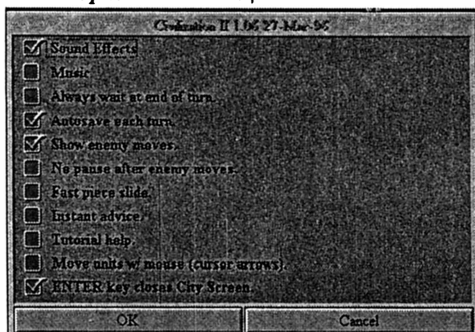 Civilization II 1.06 27-Mar-96
Sound Effects
Music
Always wait at end of turn.
Autosave each turn.
Show enemy moves.
No pause after enemy moves.
Fast piece slide.
Instant advice.
Tutorial help.
Move units w/ mouse (cursor arrows).
ENTER key closes City Screen.
OK
Cancel